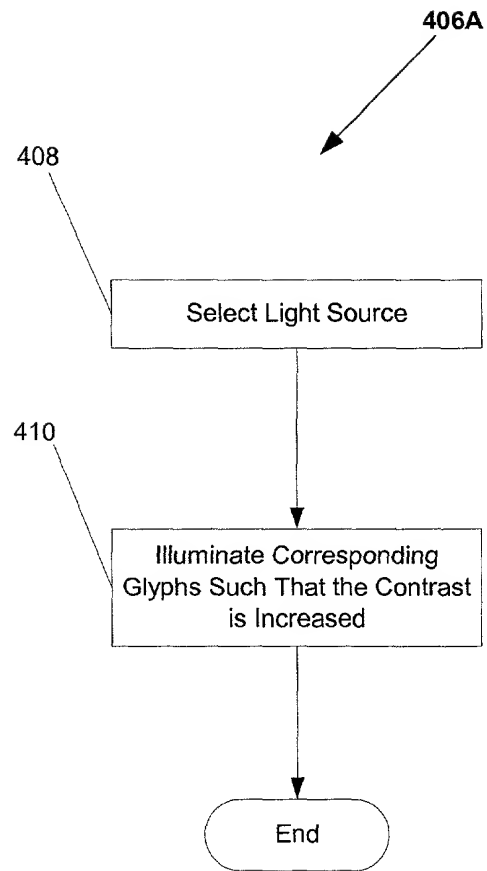 406A
408
Select Light Source
410
Illuminate Corresponding
Glyphs Such That the Contrast
is Increased
End